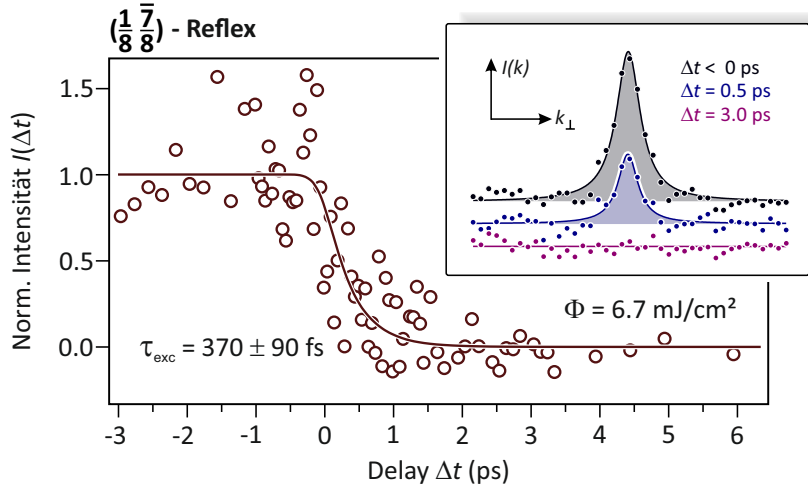 (1/8 7̅/8) - Reflex
I(k)
k⊥
Δt < 0 ps
Δt = 0.5 ps
Δt = 3.0 ps
Norm. Intensität I(Δt)
1.5
1.0
0.5
0.0
Φ = 6.7 mJ/cm²
τexc = 370 ± 90 fs
-3 -2 -1 0 1 2 3 4 5 6
Delay Δt (ps)